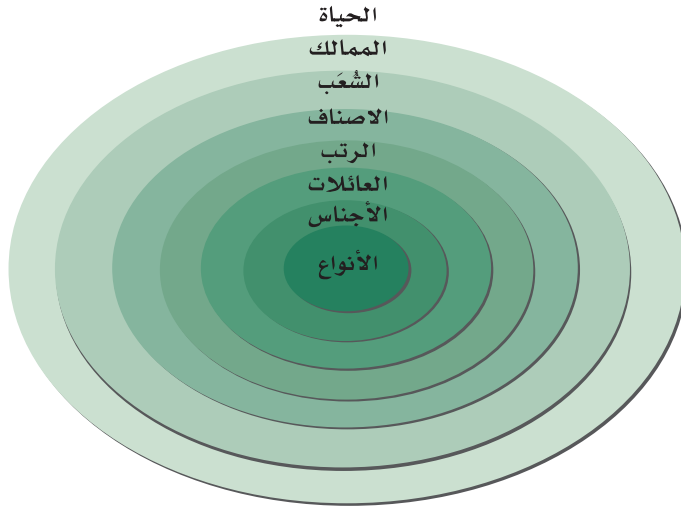 الحياة
الممالك
الشُعَب
الاصناف
الرتب
العائلات
الأجناس
الأنواع